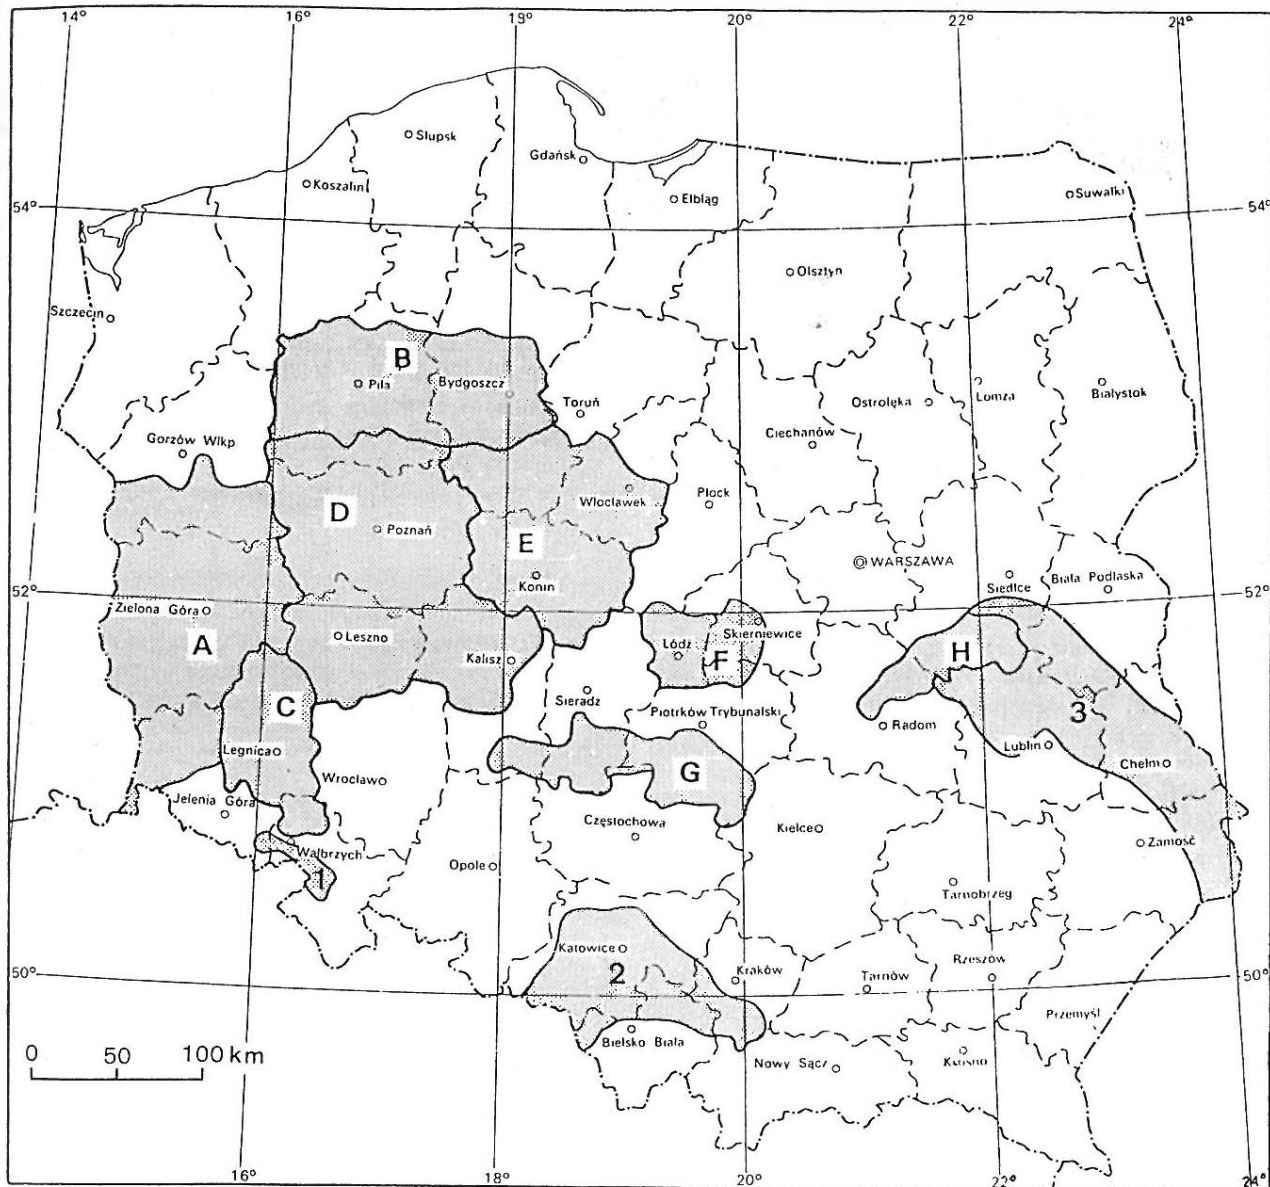 14° 16° 18° 20° 22° 24°
Słupsk
Gdańsk
Koszalin
Elbląg
Suwałki
54° 54°
Olsztyn
Szczecin
B
Piła
Bydgoszcz
Toruń
Ostrołęka
Łomża
Białystok
Gorzów Wlkp
Ciechanów
Włocławek
Płock
D
Poznań
E
Konin
WARSZAWA
Siedlce
Biała Podlaska
52° 52°
Zielona Góra
Leszno
Skierniewice
A
Kalisz
Łódź
F
H
C
Sieradz
Piotrków Trybunalski
3
Radom
Legnica
Lublin
Chełm
Wrocław
G
Jelenia Góra
Częstochowa
Kielce
Zamość
Wałbrzych
1
Opole
Tarnobrzeg
Katowice
2
Kraków
Rzeszów
50° 50°
Tarnów
Przemyśl
Bielsko Biała
0 50 100 km
Nowy Sącz
Krosno
16° 18° 20° 22° 24°